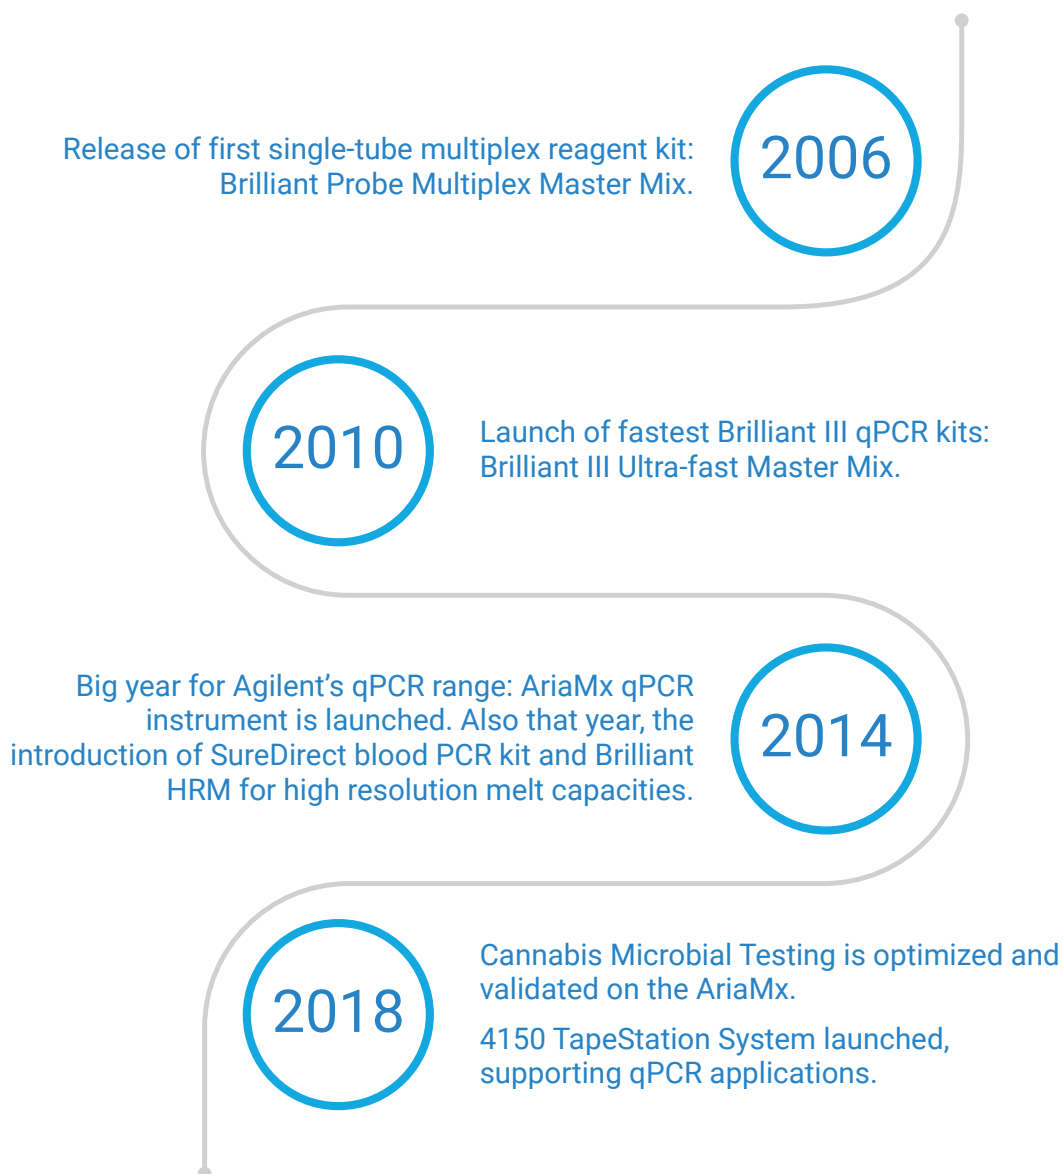 Release of first single-tube multiplex reagent kit:
Brilliant Probe Multiplex Master Mix.
2006
2010
Launch of fastest Brilliant III qPCR kits:
Brilliant III Ultra-fast Master Mix.
Big year for Agilent’s qPCR range: AriaMx qPCR
instrument is launched. Also that year, the
introduction of SureDirect blood PCR kit and Brilliant
HRM for high resolution melt capacities.
2014
2018
Cannabis Microbial Testing is optimized and
validated on the AriaMx.
4150 TapeStation System launched,
supporting qPCR applications.